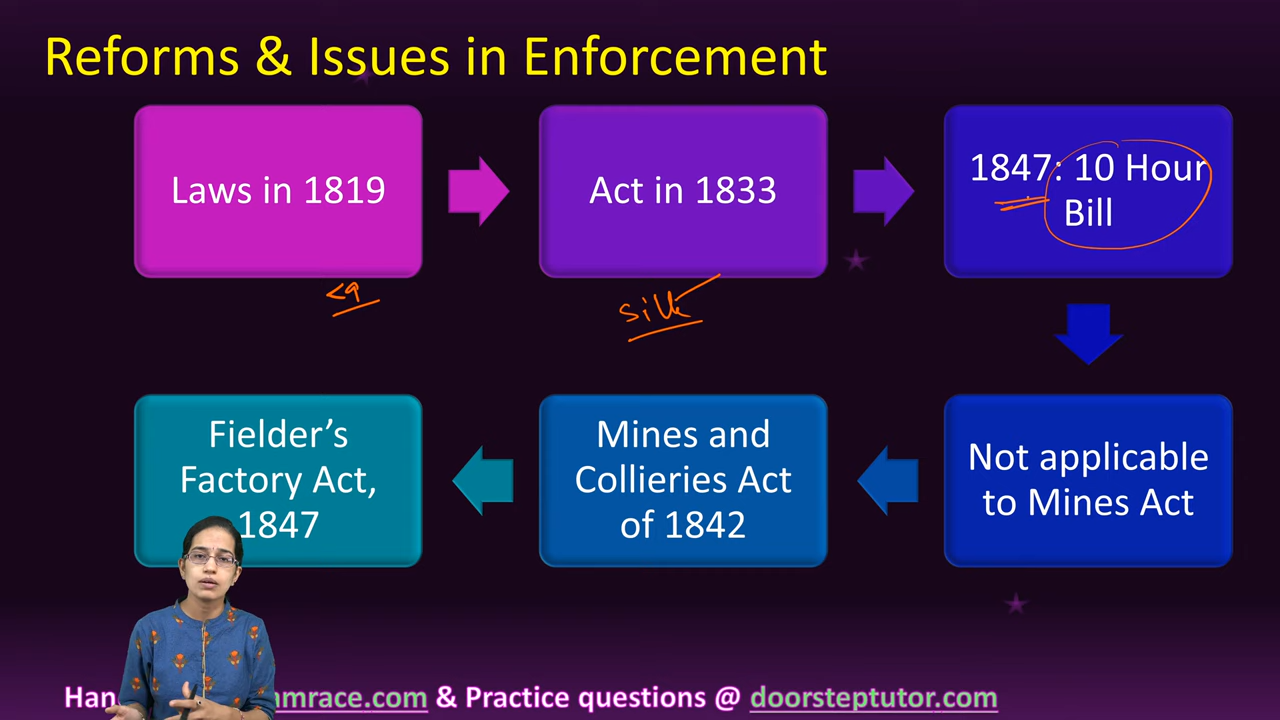 Reforms & Issues in Enforcement
Laws in 1819
Act in 1833
1847: 10 Hour
Bill
<9
silk
Not applicable
to Mines Act
Mines and
Collieries Act
of 1842
Fielder’s
Factory Act,
1847
Han mrace.com & Practice questions @ doorsteptutor.com